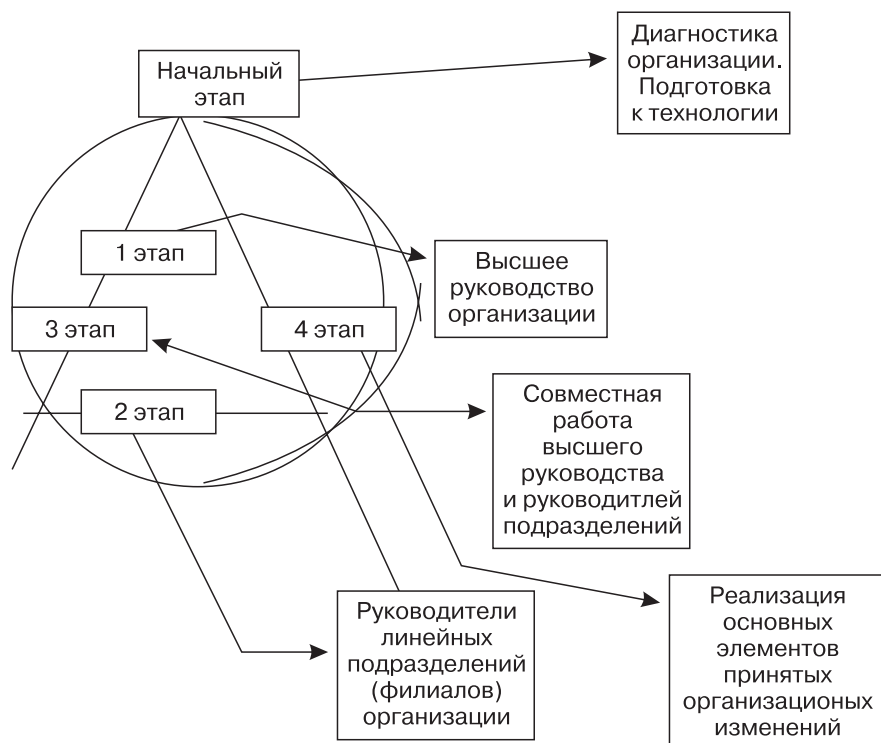 Начальный
этап
Диагностика
организации.
Подготовка
к технологии
1 этап
Высшее
руководство
организации
3 этап
4 этап
2 этап
Совместная
работа
высшего
руководства
и руководитлей
подразделений
Руководители
линейных
подразделений
(филиалов)
организации
Реализация
основных
элементов
принятых
организационых
изменений